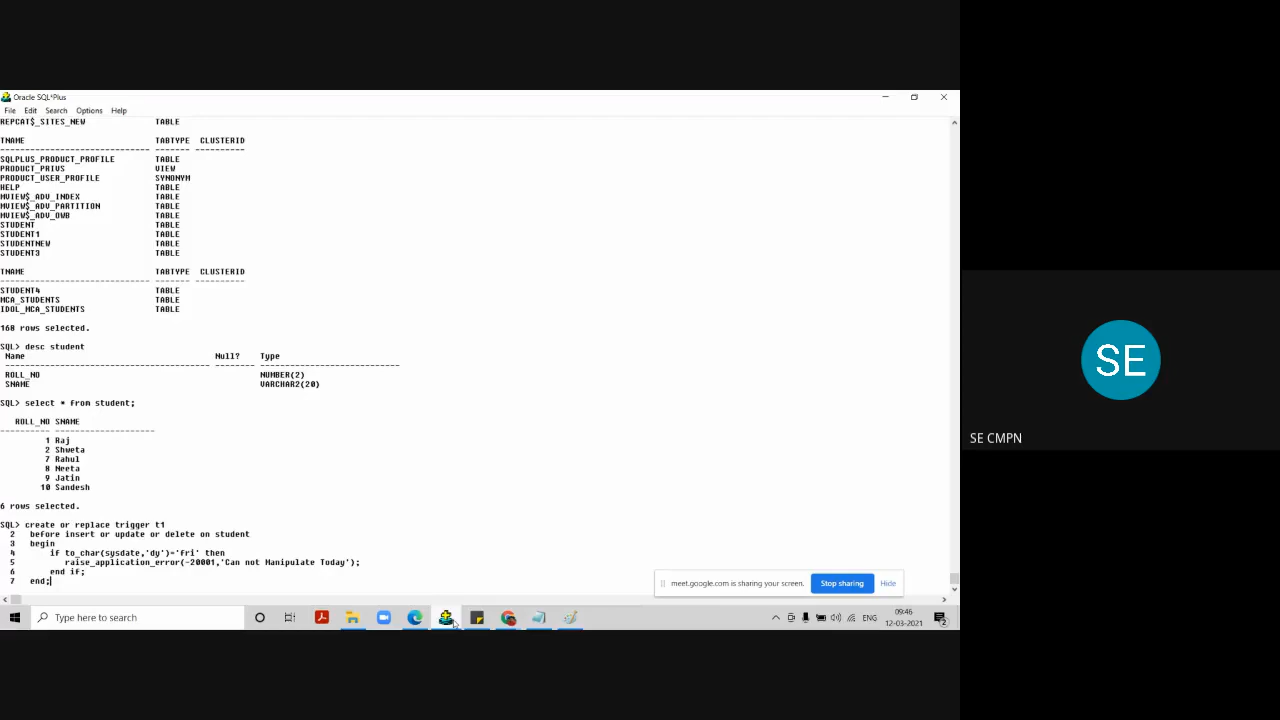 Oracle SQL*Plus
File Edit Search Options Help
REPCAT$_SITES_NEW TABLE
TNAME TABTYPE CLUSTERID
------------------------------ ------- ----------
SQLPLUS_PRODUCT_PROFILE TABLE
PRODUCT_PRIVS VIEW
PRODUCT_USER_PROFILE SYNONYM
HELP TABLE
MVIEW$_ADV_INDEX TABLE
MVIEW$_ADV_PARTITION TABLE
MVIEW$_ADV_OWB TABLE
STUDENT TABLE
STUDENT1 TABLE
STUDENTNEW TABLE
STUDENT3 TABLE
TNAME TABTYPE CLUSTERID
------------------------------ ------- ----------
STUDENT4 TABLE
MCA_STUDENTS TABLE
IDOL_MCA_STUDENTS TABLE
168 rows selected.
SQL> desc student
Name Null? Type
----------------------------------------- -------- ----------------------------
ROLL_NO NUMBER(2)
SNAME VARCHAR2(20)
SQL> select * from student;
ROLL_NO SNAME
---------- --------------------
1 Raj
2 Shweta
7 Rahul
8 Neeta
9 Jatin
10 Sandesh
6 rows selected.
SQL> create or replace trigger t1
2 before insert or update or delete on student
3 begin
4 if to_char(sysdate,'dy')='fri' then
5 raise_application_error(-20001,'Can not Manipulate Today');
6 end if;
7 end;
meet.google.com is sharing your screen. Stop sharing Hide
Type here to search
ENG
09:46
12-03-2021
2
SE
SE CMPN